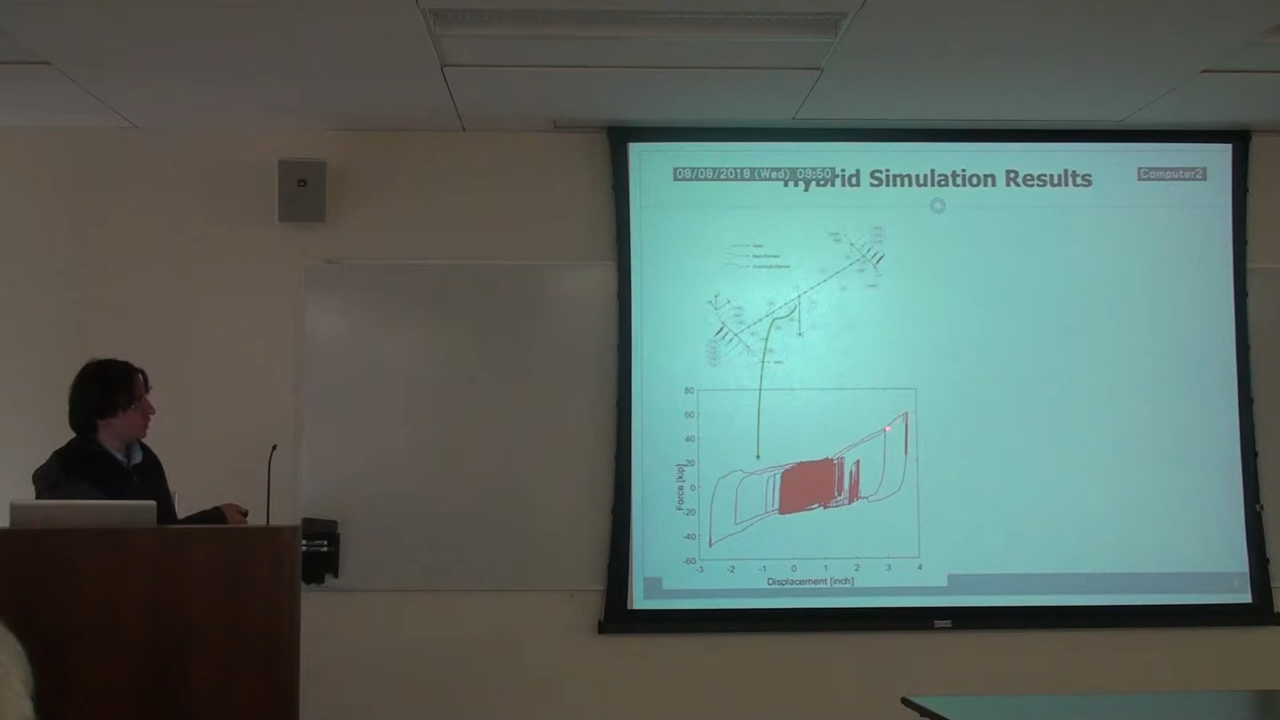 08/08/2018 (Wed) 09:50
Hybrid Simulation Results
Computer2
80
60
40
20
0
-20
-40
-60
Force [kip]
-3 -2 -1 0 1 2 3 4
Displacement [inch]